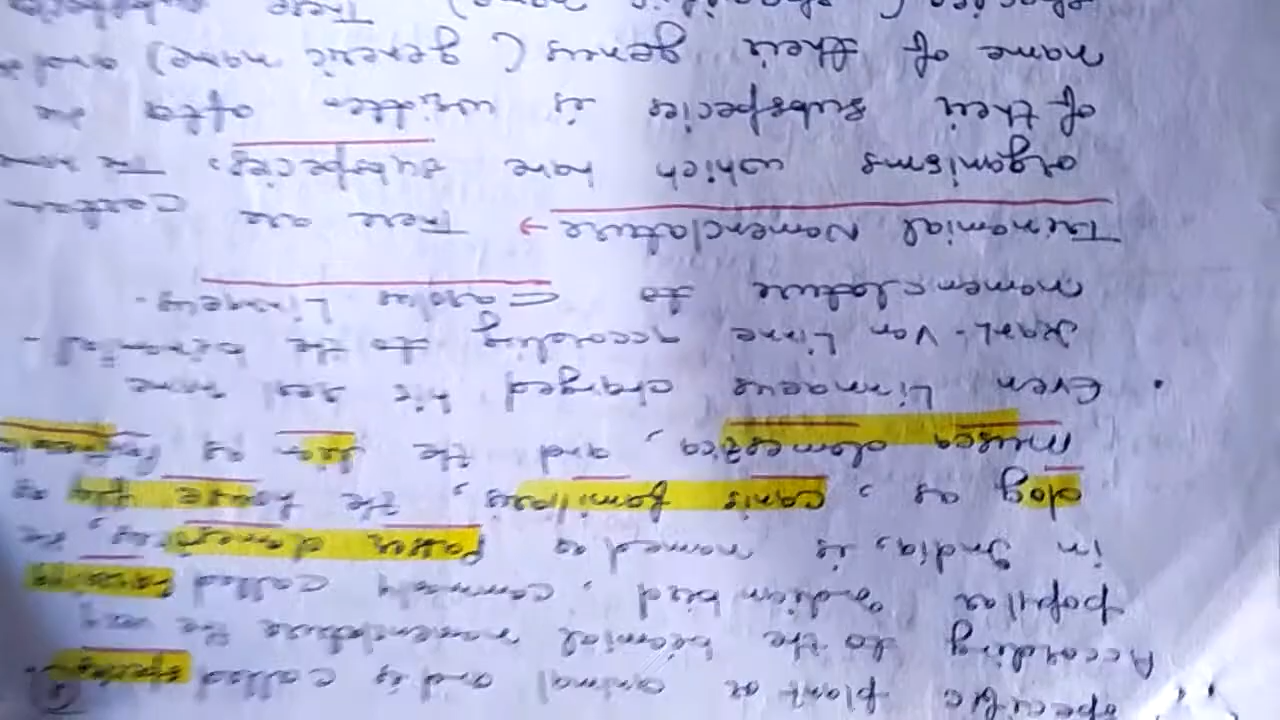 specific plant or animal and is called species.
According to the binomial nomenclature the very
popular Indian bird, commonly called
in India, is named as Passer domesticus, the
dog as, canis familiaris, the house fly as
musca domestica, and the as
Even Linnaeus changed his real name
Karl-Von Linne according to the binomial-
nomenclature to Carolus Linneus.
Trinomial Nomenclature → There are certain
organisms which have subspecies. The name
of their subspecies is written after the
name of their genus (generic name) and